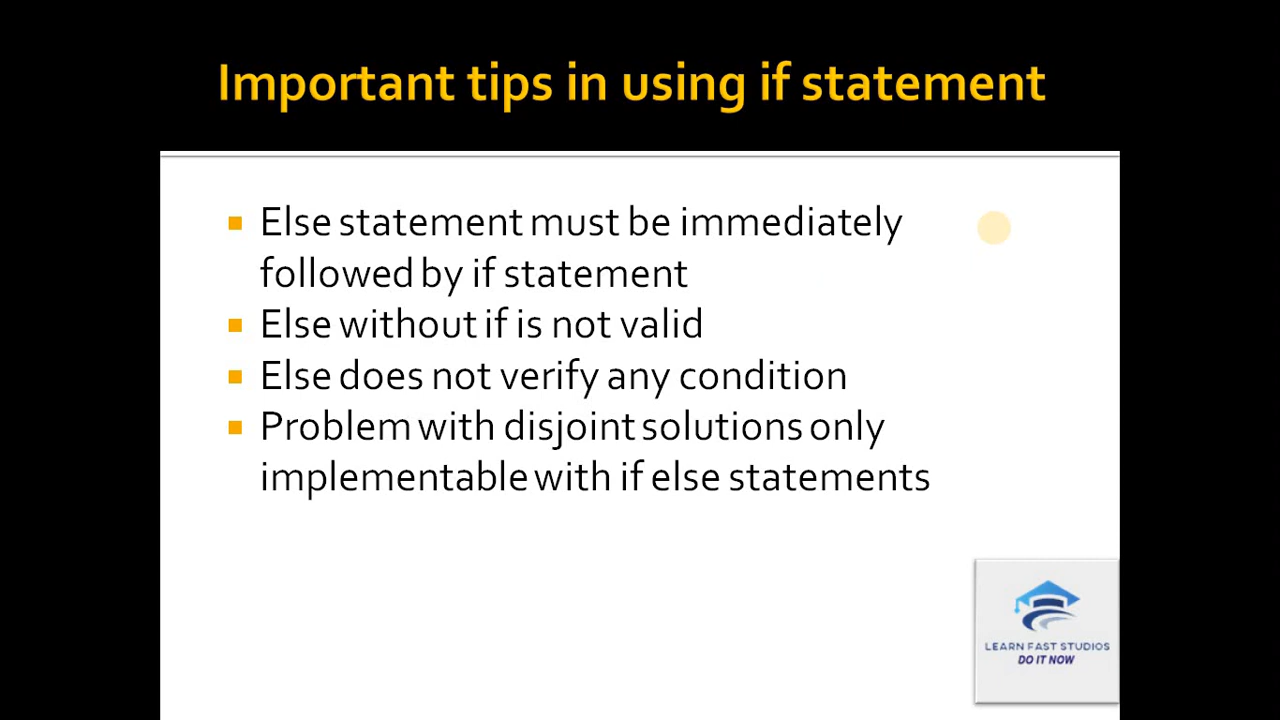 Important tips in using if statement
Else statement must be immediately
followed by if statement
Else without if is not valid
Else does not verify any condition
Problem with disjoint solutions only
implementable with if else statements
LEARN FAST STUDIOS
DO IT NOW